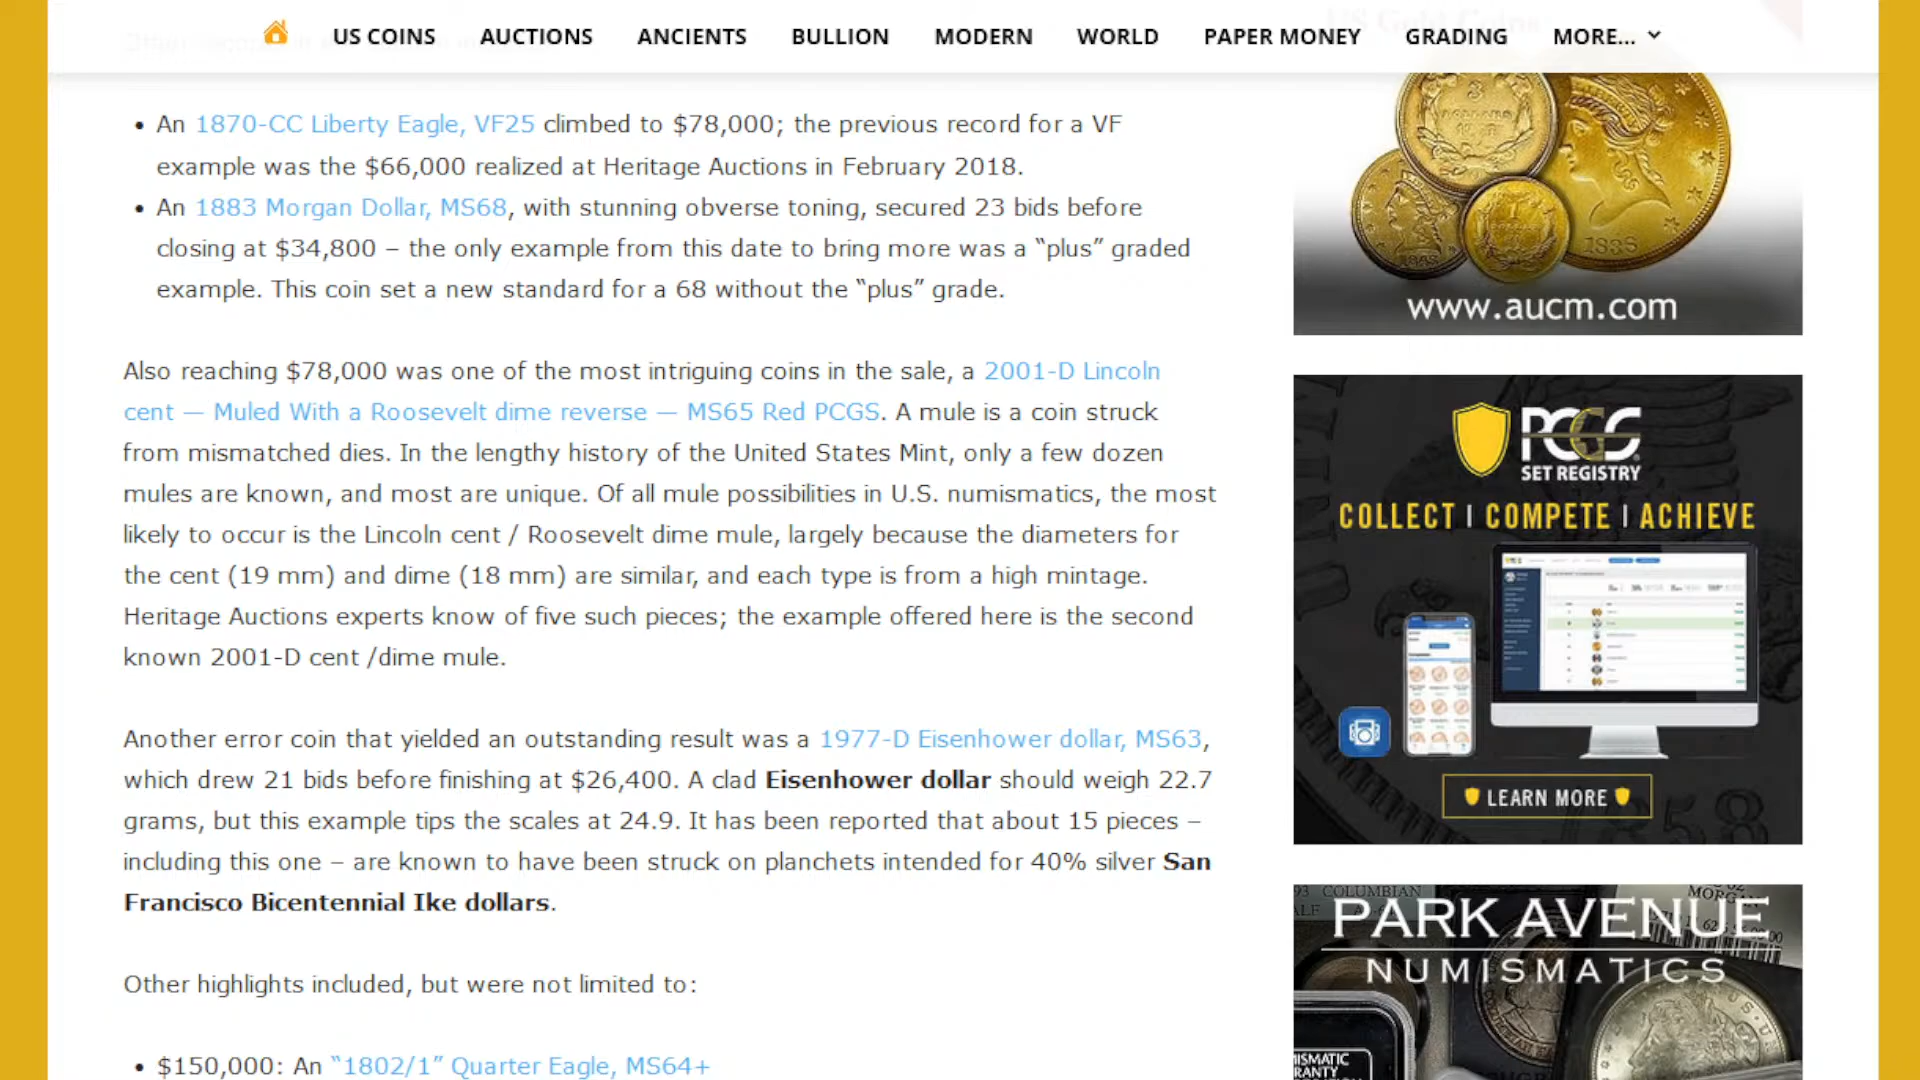 US COINS AUCTIONS ANCIENTS BULLION MODERN WORLD PAPER MONEY GRADING MORE...
• An 1870-CC Liberty Eagle, VF25 climbed to $78,000; the previous record for a VF
example was the $66,000 realized at Heritage Auctions in February 2018.
• An 1883 Morgan Dollar, MS68, with stunning obverse toning, secured 23 bids before
closing at $34,800 – the only example from this date to bring more was a “plus” graded
example. This coin set a new standard for a 68 without the “plus” grade.
Also reaching $78,000 was one of the most intriguing coins in the sale, a 2001-D Lincoln
cent — Muled With a Roosevelt dime reverse — MS65 Red PCGS. A mule is a coin struck
from mismatched dies. In the lengthy history of the United States Mint, only a few dozen
mules are known, and most are unique. Of all mule possibilities in U.S. numismatics, the most
likely to occur is the Lincoln cent / Roosevelt dime mule, largely because the diameters for
the cent (19 mm) and dime (18 mm) are similar, and each type is from a high mintage.
Heritage Auctions experts know of five such pieces; the example offered here is the second
known 2001-D cent /dime mule.
Another error coin that yielded an outstanding result was a 1977-D Eisenhower dollar, MS63,
which drew 21 bids before finishing at $26,400. A clad Eisenhower dollar should weigh 22.7
grams, but this example tips the scales at 24.9. It has been reported that about 15 pieces –
including this one – are known to have been struck on planchets intended for 40% silver San
Francisco Bicentennial Ike dollars.
Other highlights included, but were not limited to:
• $150,000: An “1802/1” Quarter Eagle, MS64+
US Gold Coins
3
DOLLARS
1838
1843
www.aucm.com
PCGS
SET REGISTRY
COLLECT | COMPETE | ACHIEVE
LEARN MORE
858
93 COLUMBIAN
MORGAN
PARK AVENUE
NUMISMATICS